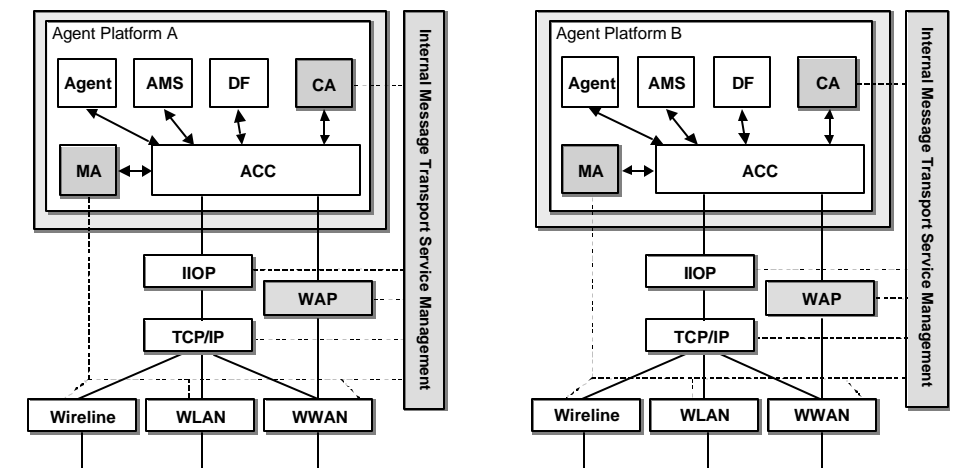 Agent Platform A
Agent
AMS
DF
CA
MA
ACC
IIOP
WAP
TCP/IP
Wireline
WLAN
WWAN
Internal Message Transport Service Management
Agent Platform B
Agent
AMS
DF
CA
MA
ACC
IIOP
WAP
TCP/IP
Wireline
WLAN
WWAN
Internal Message Transport Service Management